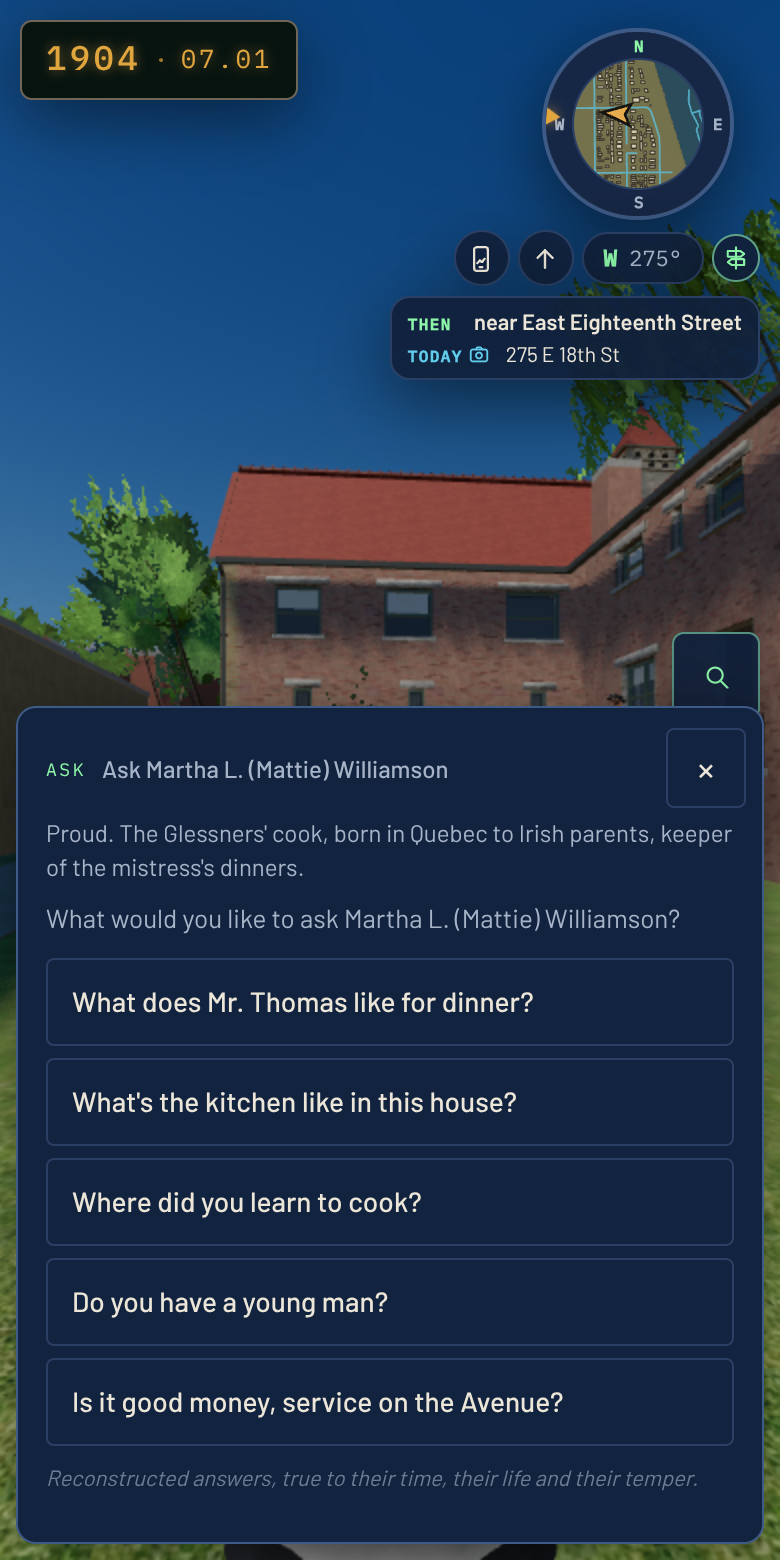 1904 · 07.01
N
W
E
S
W 275°
THEN near East Eighteenth Street
TODAY 275 E 18th St
ASK Ask Martha L. (Mattie) Williamson
Proud. The Glessners' cook, born in Quebec to Irish parents, keeper
of the mistress's dinners.
What would you like to ask Martha L. (Mattie) Williamson?
What does Mr. Thomas like for dinner?
What's the kitchen like in this house?
Where did you learn to cook?
Do you have a young man?
Is it good money, service on the Avenue?
Reconstructed answers, true to their time, their life and their temper.